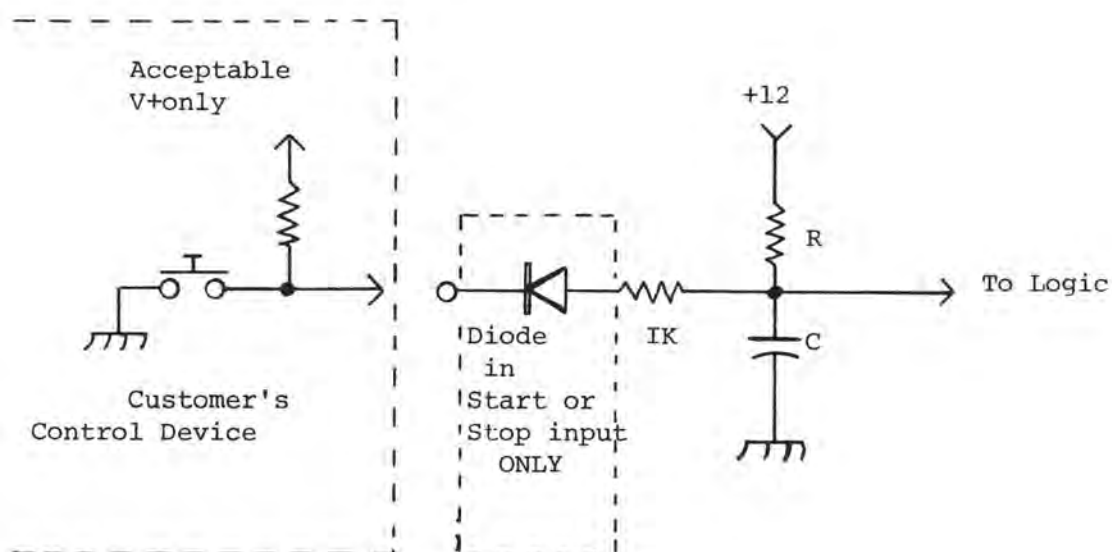 Acceptable
V+only
+12
R
To Logic
Diode
in
Start or
Stop input
ONLY
IK
C
Customer's
Control Device